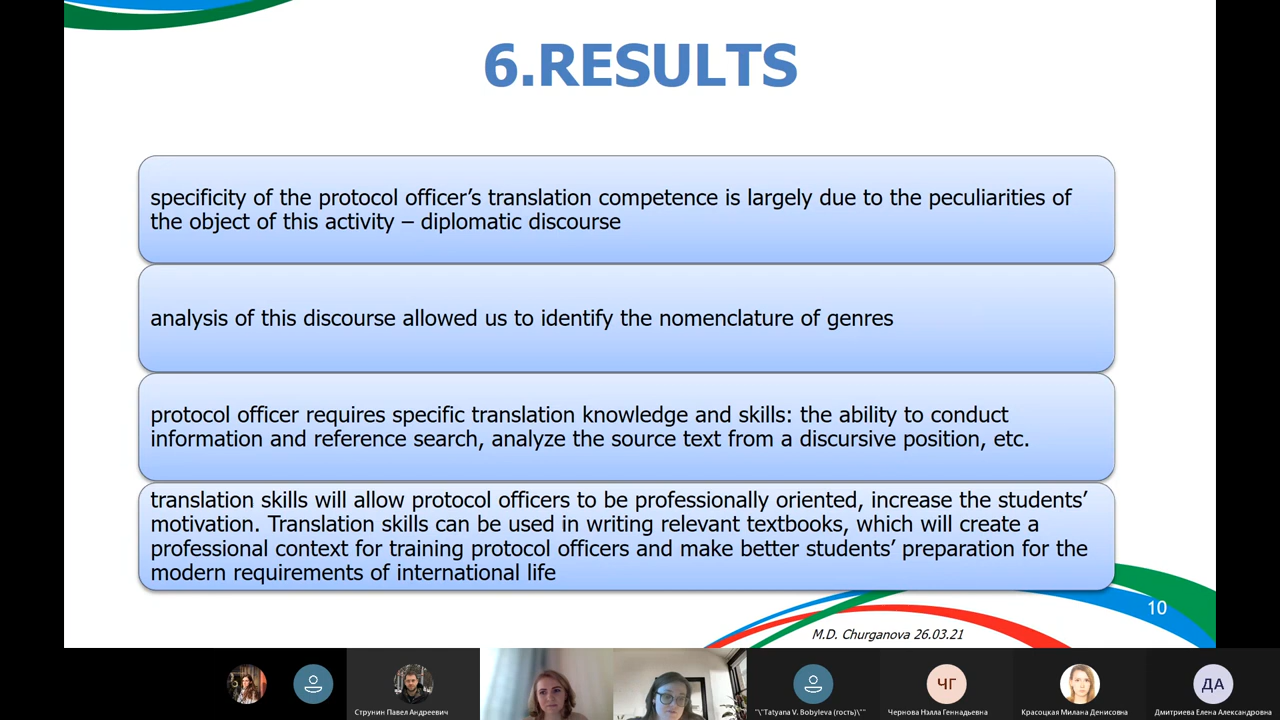 6.RESULTS
specificity of the protocol officer’s translation competence is largely due to the peculiarities of
the object of this activity – diplomatic discourse
analysis of this discourse allowed us to identify the nomenclature of genres
protocol officer requires specific translation knowledge and skills: the ability to conduct
information and reference search, analyze the source text from a discursive position, etc.
translation skills will allow protocol officers to be professionally oriented, increase the students’
motivation. Translation skills can be used in writing relevant textbooks, which will create a
professional context for training protocol officers and make better students’ preparation for the
modern requirements of international life
10
M.D. Churganova 26.03.21
ЧГ
ДА
Струнин Павел Андреевич
"\"Tatyana V. Bobyleva (гость)\""
Чернова Нэлла Геннадьевна
Красоцкая Милана Денисовна
Дмитриева Елена Александровна